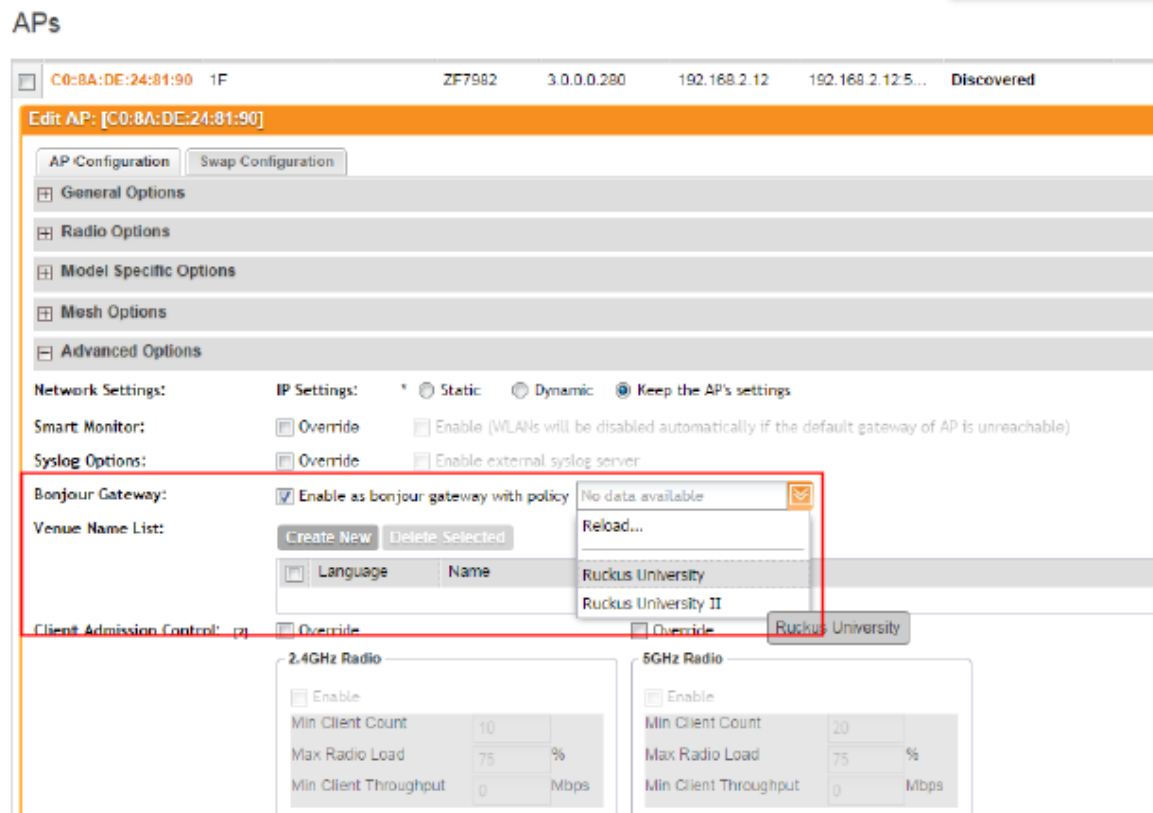 APs
C0:8A:DE:24:81:90 1F ZF7982 3.0.0.0.280 192.168.2.12 192.168.2.12:5... Discovered
Edit AP: [C0:8A:DE:24:81:90]
AP Configuration Swap Configuration
General Options
Radio Options
Model Specific Options
Mesh Options
Advanced Options
Network Settings: IP Settings: * Static Dynamic Keep the AP's settings
Smart Monitor: Override Enable (WLANs will be disabled automatically if the default gateway of AP is unreachable)
Syslog Options: Override Enable external syslog server
Bonjour Gateway: Enable as bonjour gateway with policy No data available
Reload...
Venue Name List: Create New Delete Selected
Language Name Ruckus University
Ruckus University II
Client Admission Control: [?] Override Override Ruckus University
2.4GHz Radio 5GHz Radio
Enable Enable
Min Client Count 10 Min Client Count 20
Max Radio Load 75 % Max Radio Load 75 %
Min Client Throughput 0 Mbps Min Client Throughput 0 Mbps